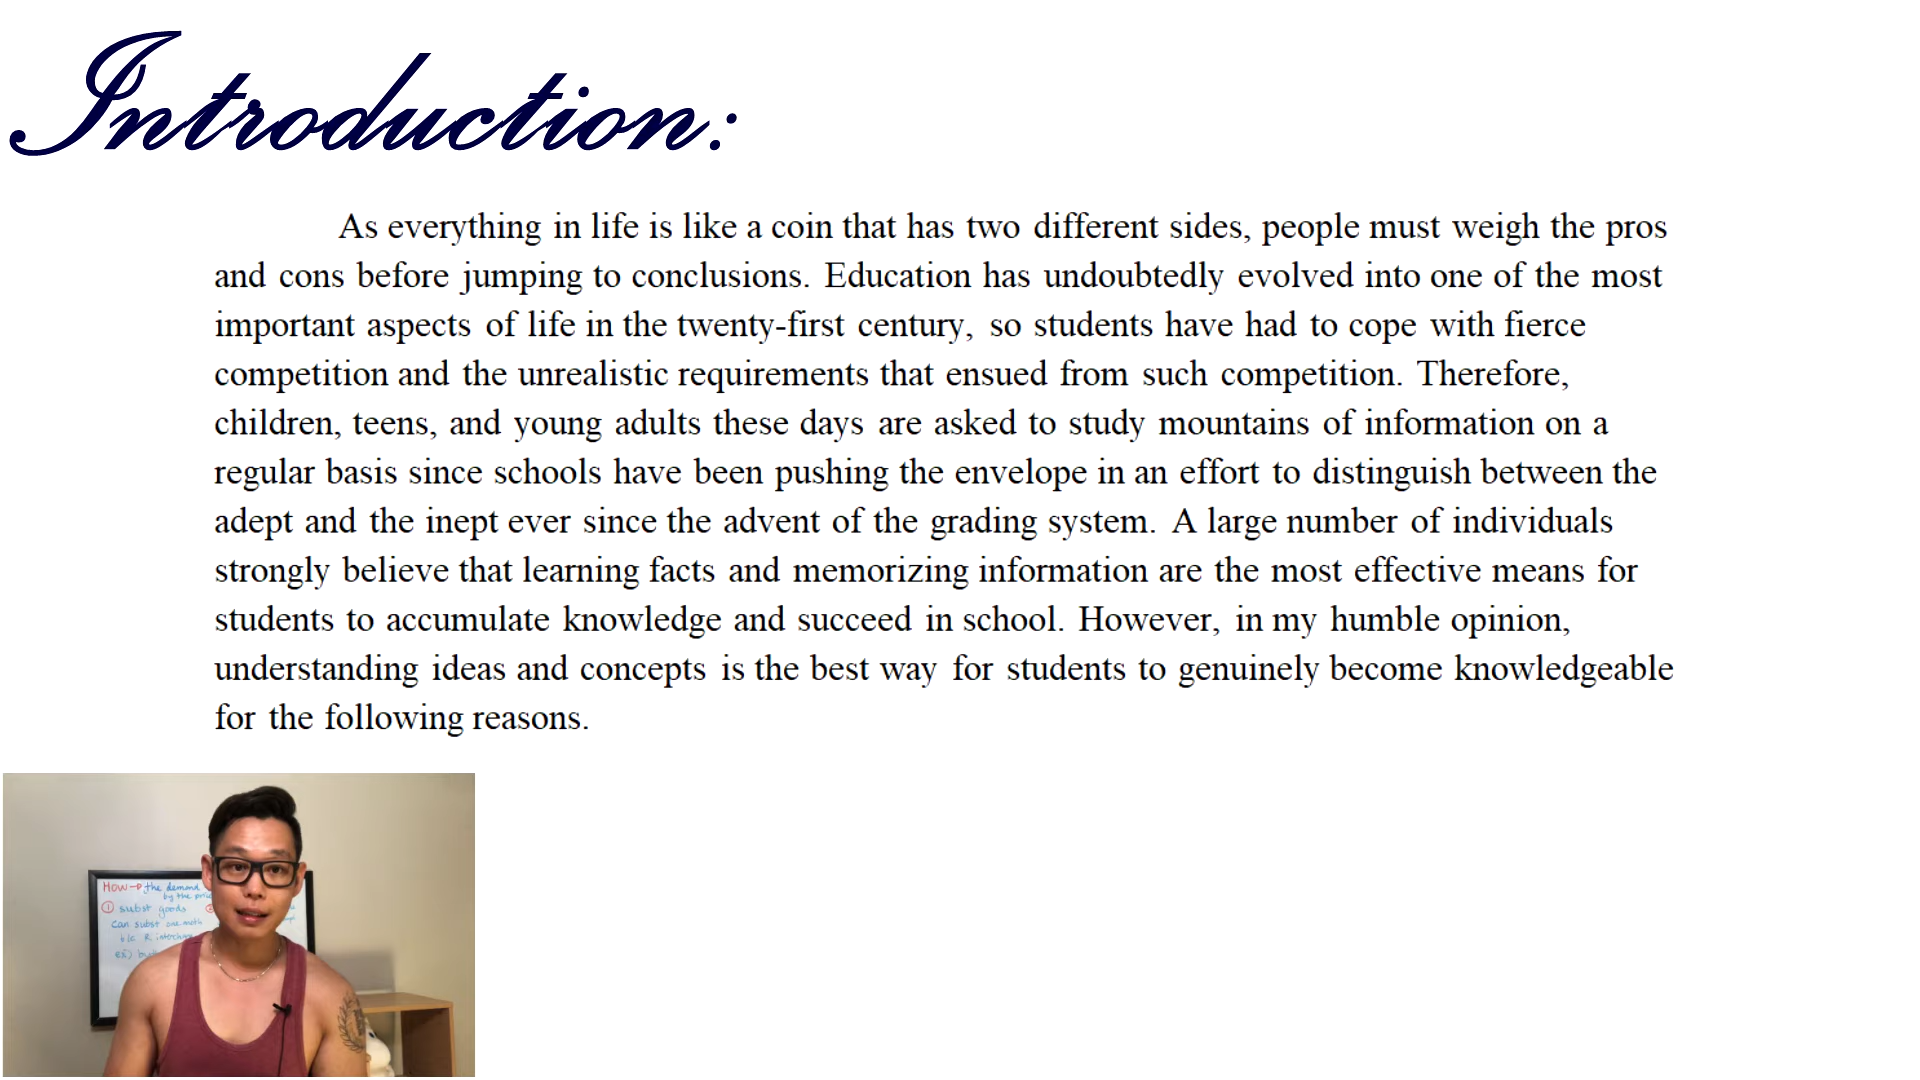 Introduction:
As everything in life is like a coin that has two different sides, people must weigh the pros
and cons before jumping to conclusions. Education has undoubtedly evolved into one of the most
important aspects of life in the twenty-first century, so students have had to cope with fierce
competition and the unrealistic requirements that ensued from such competition. Therefore,
children, teens, and young adults these days are asked to study mountains of information on a
regular basis since schools have been pushing the envelope in an effort to distinguish between the
adept and the inept ever since the advent of the grading system. A large number of individuals
strongly believe that learning facts and memorizing information are the most effective means for
students to accumulate knowledge and succeed in school. However, in my humble opinion,
understanding ideas and concepts is the best way for students to genuinely become knowledgeable
for the following reasons.
HOW → the demand
by the
① subst goods
can subst one
b/c R
ex)